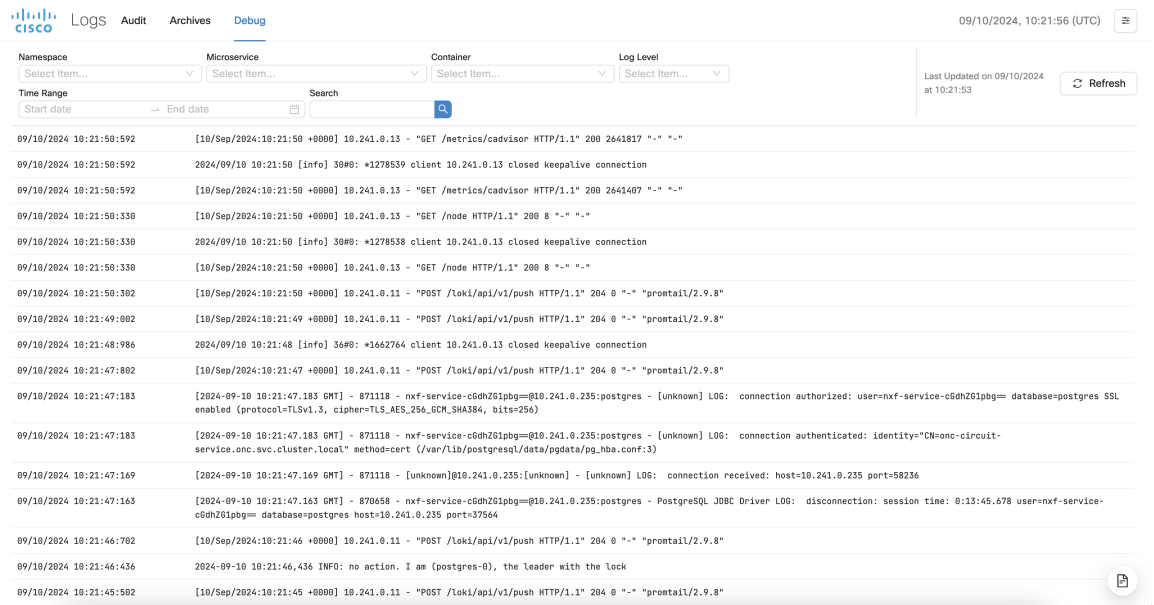 CISCO Logs Audit Archives Debug 09/10/2024, 10:21:56 (UTC)
Namespace Microservice Container Log Level
Select Item... Select Item... Select Item... Select Item...
Last Updated on 09/10/2024
at 10:21:53
Refresh
Time Range Search
Start date End date
09/10/2024 10:21:50:592 [10/Sep/2024:10:21:50 +0000] 10.241.0.13 - "GET /metrics/cadvisor HTTP/1.1" 200 2641817 "-" "-"
09/10/2024 10:21:50:592 2024/09/10 10:21:50 [info] 30#0: *1278539 client 10.241.0.13 closed keepalive connection
09/10/2024 10:21:50:592 [10/Sep/2024:10:21:50 +0000] 10.241.0.13 - "GET /metrics/cadvisor HTTP/1.1" 200 2641407 "-" "-"
09/10/2024 10:21:50:330 [10/Sep/2024:10:21:50 +0000] 10.241.0.13 - "GET /node HTTP/1.1" 200 8 "-" "-"
09/10/2024 10:21:50:330 2024/09/10 10:21:50 [info] 30#0: *1278538 client 10.241.0.13 closed keepalive connection
09/10/2024 10:21:50:330 [10/Sep/2024:10:21:50 +0000] 10.241.0.13 - "GET /node HTTP/1.1" 200 8 "-" "-"
09/10/2024 10:21:50:302 [10/Sep/2024:10:21:50 +0000] 10.241.0.11 - "POST /loki/api/v1/push HTTP/1.1" 204 0 "-" "promtail/2.9.8"
09/10/2024 10:21:49:002 [10/Sep/2024:10:21:49 +0000] 10.241.0.11 - "POST /loki/api/v1/push HTTP/1.1" 204 0 "-" "promtail/2.9.8"
09/10/2024 10:21:48:986 2024/09/10 10:21:48 [info] 36#0: *1662764 client 10.241.0.13 closed keepalive connection
09/10/2024 10:21:47:802 [10/Sep/2024:10:21:47 +0000] 10.241.0.11 - "POST /loki/api/v1/push HTTP/1.1" 204 0 "-" "promtail/2.9.8"
09/10/2024 10:21:47:183 [2024-09-10 10:21:47.183 GMT] - 871118 - nxf-service-cGdhZG1pbg==@10.241.0.235:postgres - [unknown] LOG: connection authorized: user=nxf-service-cGdhZG1pbg== database=postgres SSL
enabled (protocol=TLSv1.3, cipher=TLS_AES_256_GCM_SHA384, bits=256)
09/10/2024 10:21:47:183 [2024-09-10 10:21:47.183 GMT] - 871118 - nxf-service-cGdhZG1pbg==@10.241.0.235:postgres - [unknown] LOG: connection authenticated: identity="CN=onc-circuit-
service.onc.svc.cluster.local" method=cert (/var/lib/postgresql/data/pgdata/pg_hba.conf:3)
09/10/2024 10:21:47:169 [2024-09-10 10:21:47.169 GMT] - 871118 - [unknown]@10.241.0.235:[unknown] - [unknown] LOG: connection received: host=10.241.0.235 port=58236
09/10/2024 10:21:47:163 [2024-09-10 10:21:47.163 GMT] - 870658 - nxf-service-cGdhZG1pbg==@10.241.0.235:postgres - PostgreSQL JDBC Driver LOG: disconnection: session time: 0:13:45.678 user=nxf-service-
cGdhZG1pbg== database=postgres host=10.241.0.235 port=37564
09/10/2024 10:21:46:702 [10/Sep/2024:10:21:46 +0000] 10.241.0.11 - "POST /loki/api/v1/push HTTP/1.1" 204 0 "-" "promtail/2.9.8"
09/10/2024 10:21:46:436 2024-09-10 10:21:46,436 INFO: no action. I am (postgres-0), the leader with the lock
09/10/2024 10:21:45:502 [10/Sep/2024:10:21:45 +0000] 10.241.0.11 - "POST /loki/api/v1/push HTTP/1.1" 204 0 "-" "promtail/2.9.8"